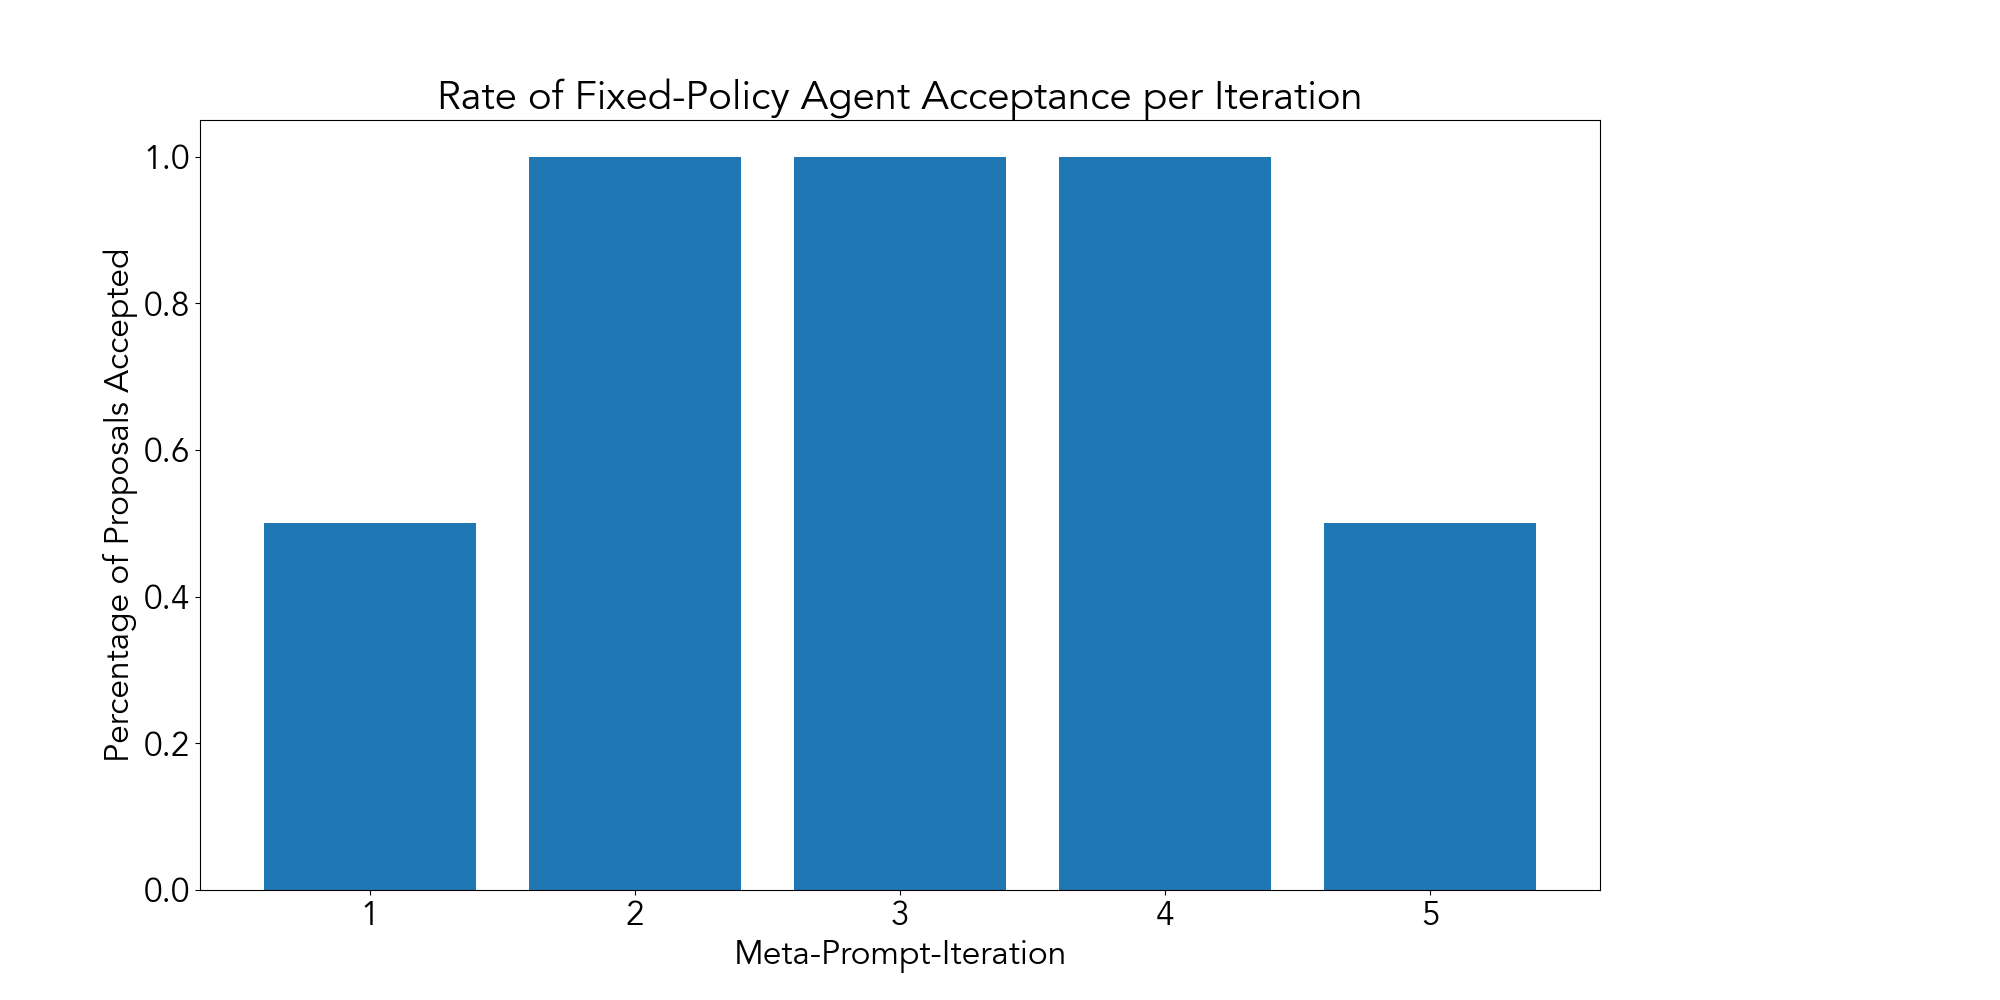 Rate of Fixed-Policy Agent Acceptance per Iteration
Percentage of Proposals Accepted
1.0
0.8
0.6
0.4
0.2
0.0
1 2 3 4 5
Meta-Prompt-Iteration